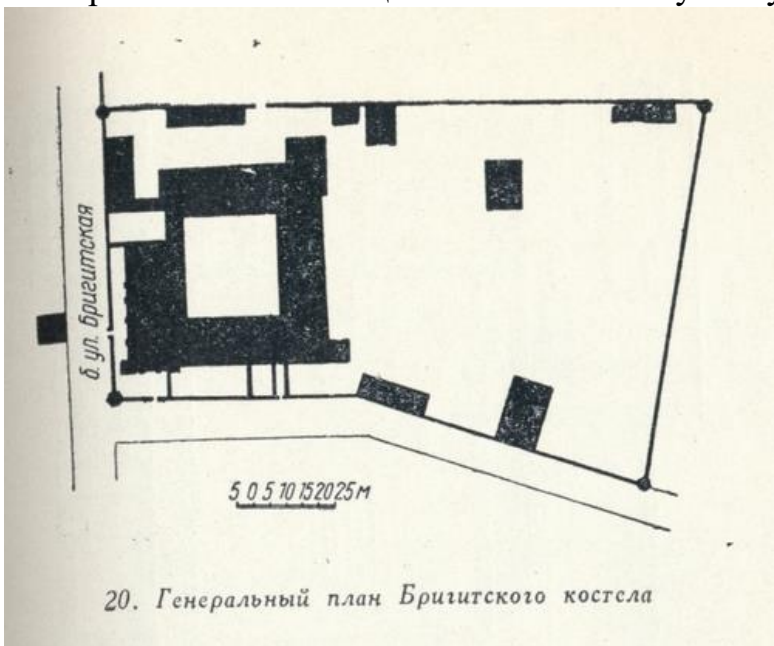 б. ул. Бригитская
5 0 5 10 15 20 25 м
20. Генеральный план Бригитского костела